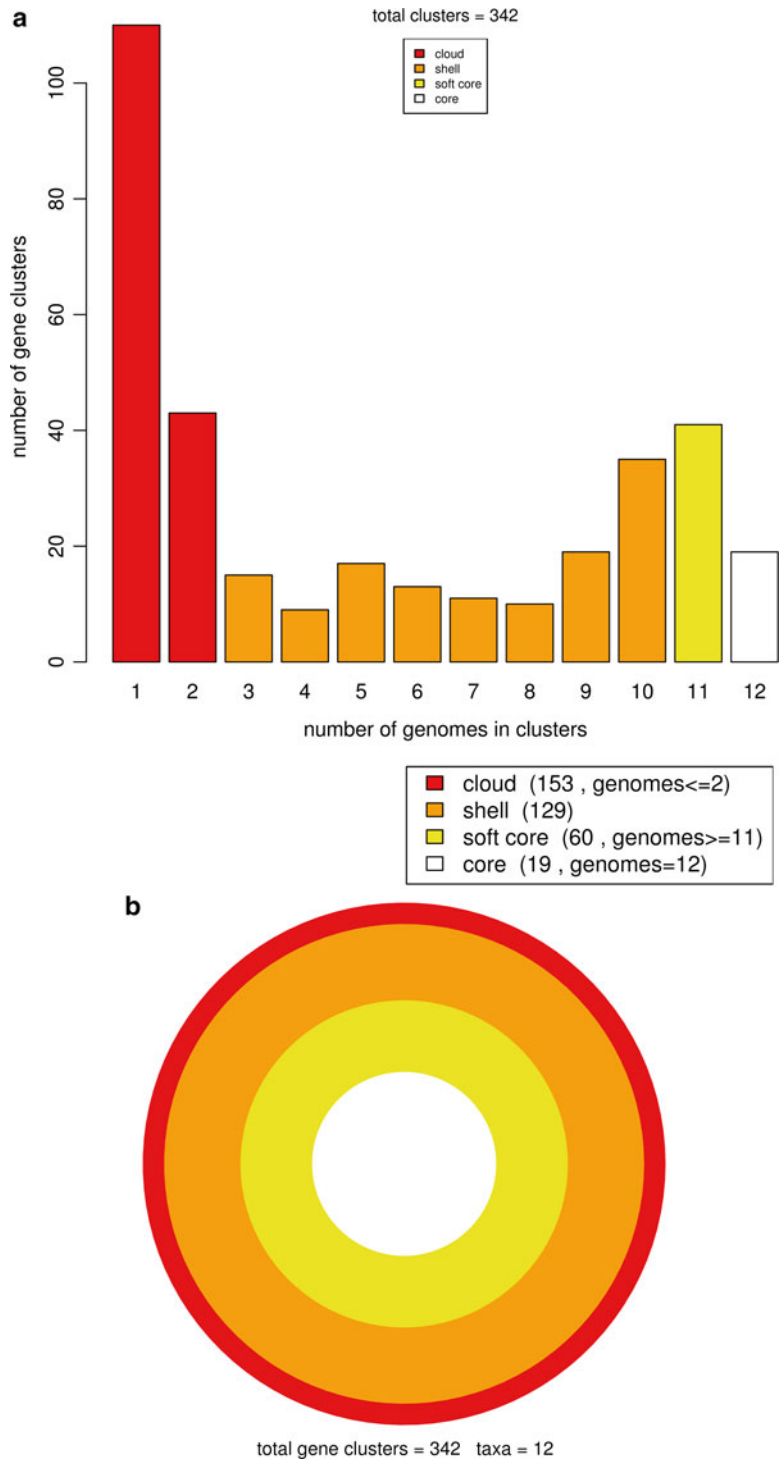 a
total clusters = 342
cloud
shell
soft core
core
100
80
60
40
20
0
number of gene clusters
1 2 3 4 5 6 7 8 9 10 11 12
number of genomes in clusters
cloud (153 , genomes<=2)
shell (129)
soft core (60 , genomes>=11)
core (19 , genomes=12)
b
total gene clusters = 342 taxa = 12